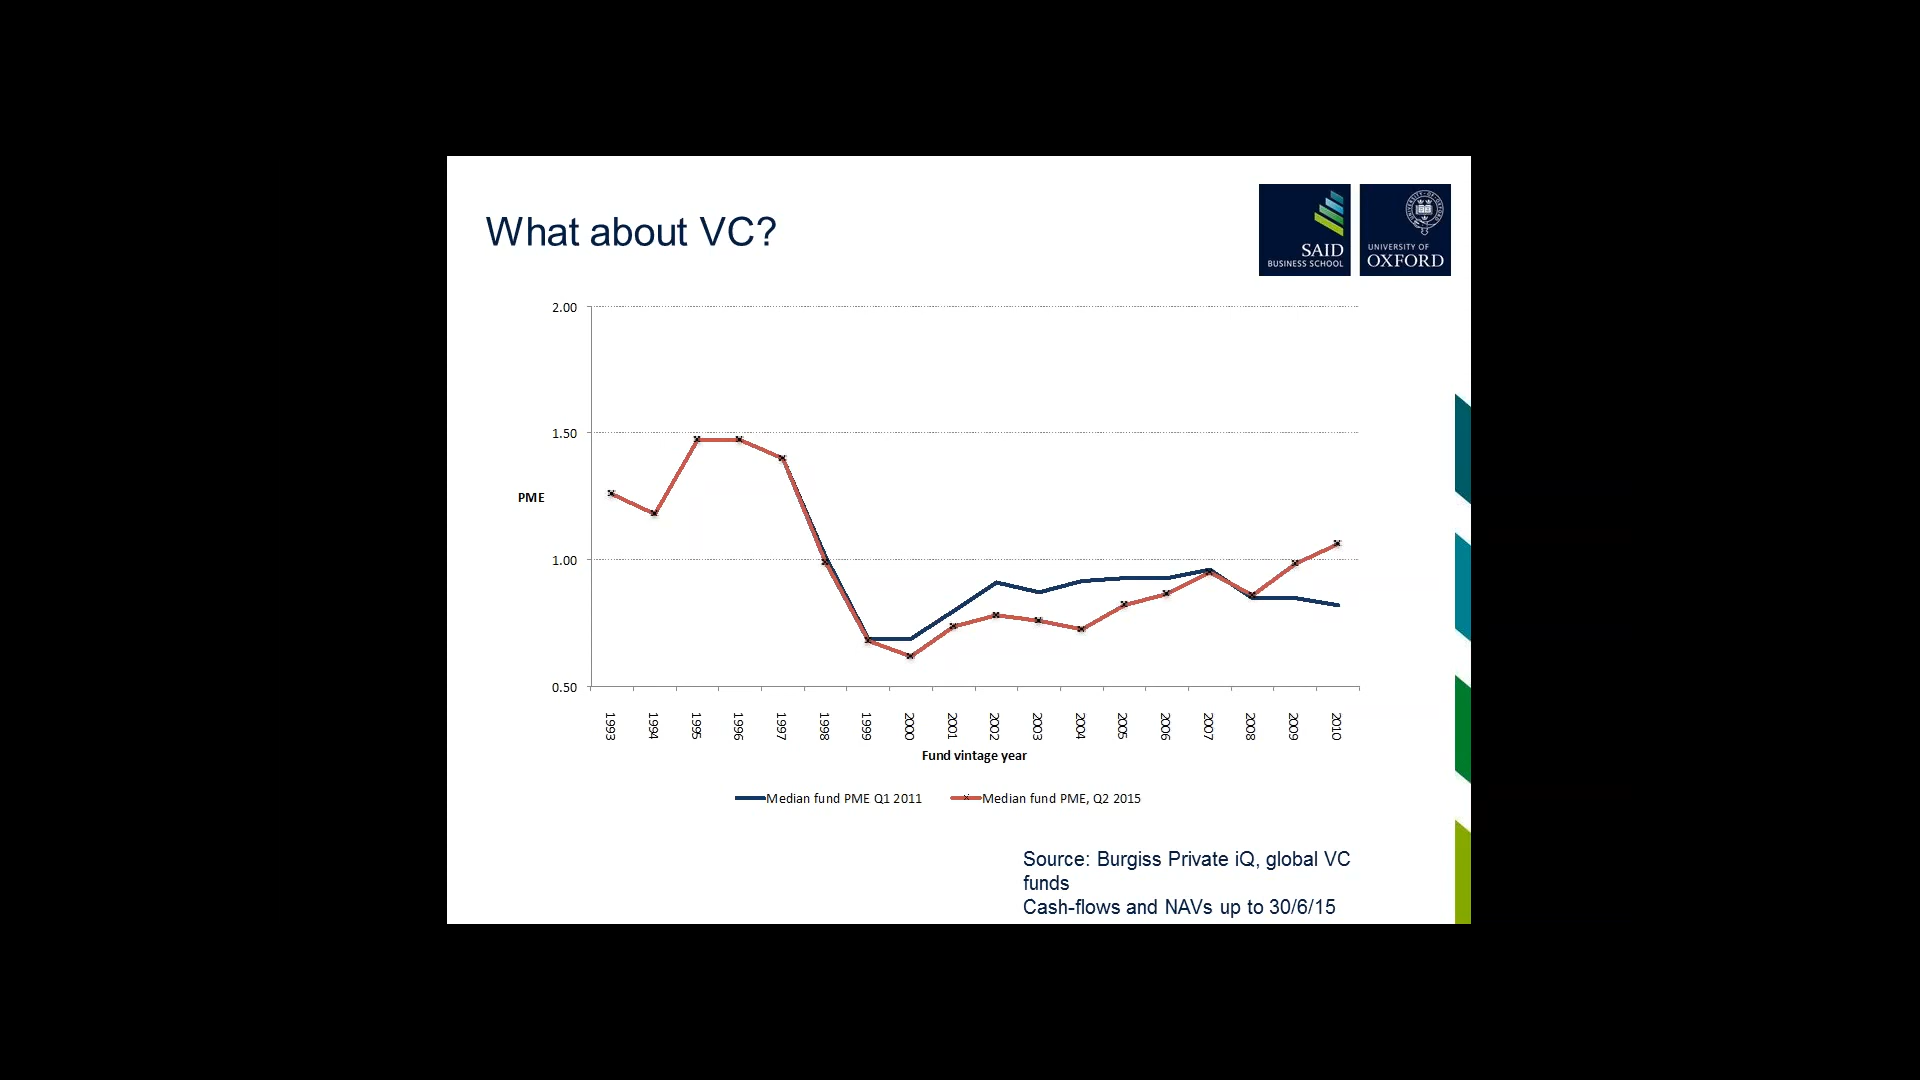 What about VC?
SAID
BUSINESS SCHOOL
UNIVERSITY OF
OXFORD
2.00
1.50
PME
1.00
0.50
1993 1994 1995 1996 1997 1998 1999 2000 2001 2002 2003 2004 2005 2006 2007 2008 2009 2010
Fund vintage year
Median fund PME Q1 2011 Median fund PME, Q2 2015
Source: Burgiss Private iQ, global VC
funds
Cash-flows and NAVs up to 30/6/15